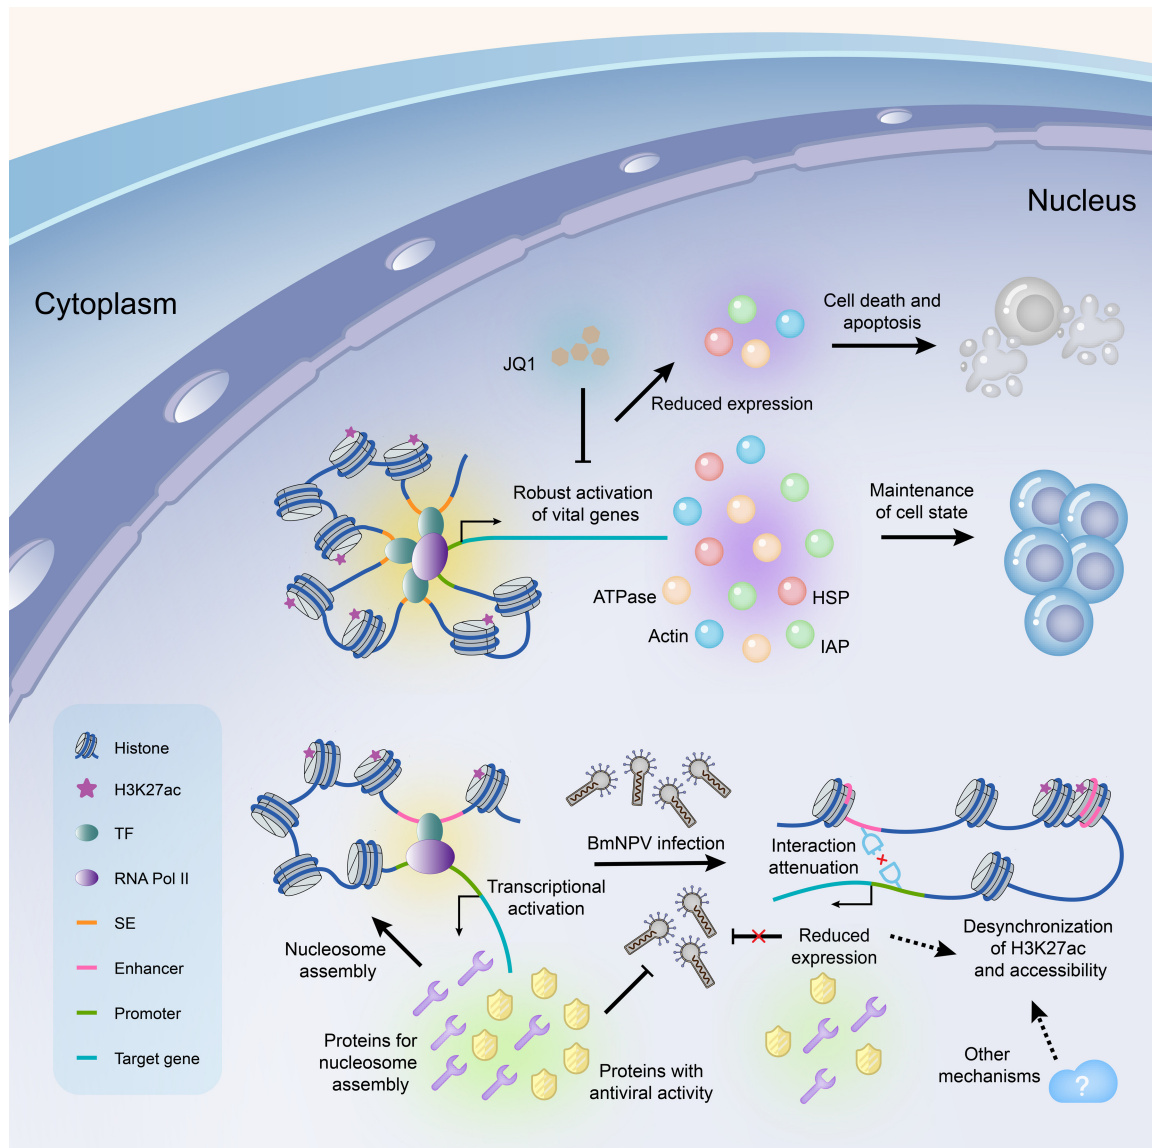 Nucleus
Cytoplasm
Cell death and
apoptosis
JQ1
Reduced expression
Robust activation
of vital genes
Maintenance
of cell state
ATPase
HSP
Actin
IAP
Histone
H3K27ac
TF
RNA Pol II
SE
Enhancer
Promoter
Target gene
BmNPV infection
Interaction
attenuation
Transcriptional
activation
Nucleosome
assembly
Reduced
expression
Desynchronization
of H3K27ac
and accessibility
Proteins for
nucleosome
assembly
Proteins with
antiviral activity
Other
mechanisms
?